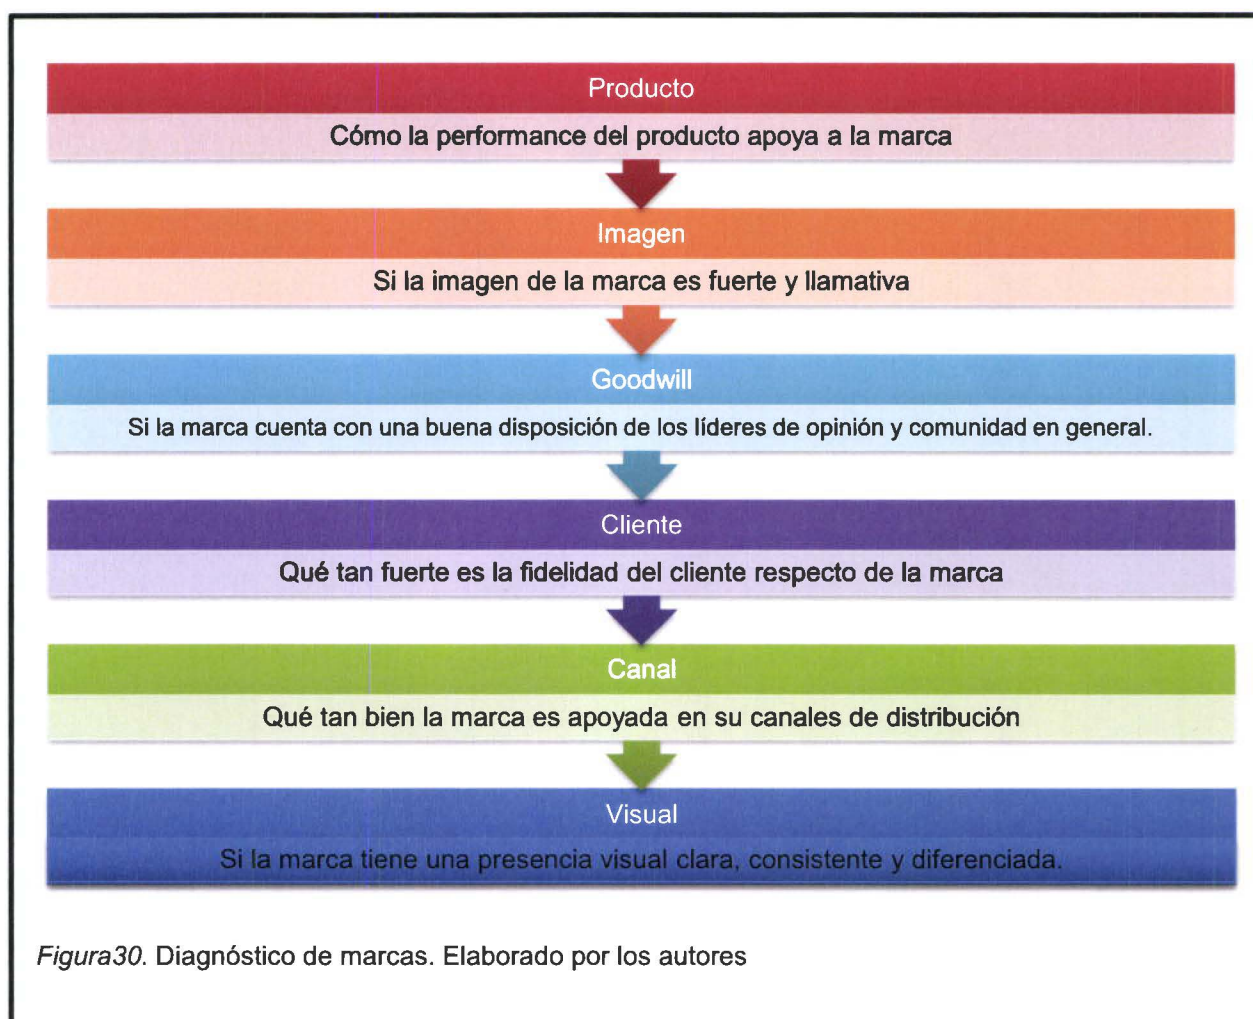 Producto
Cómo la performance del producto apoya a la marca
Imagen
Si la imagen de la marca es fuerte y llamativa
Goodwill
Si la marca cuenta con una buena disposición de los líderes de opinión y comunidad en general.
Cliente
Qué tan fuerte es la fidelidad del cliente respecto de la marca
Canal
Qué tan bien la marca es apoyada en su canales de distribución
Visual
Si la marca tiene una presencia visual clara, consistente y diferenciada.
Figura30. Diagnóstico de marcas. Elaborado por los autores